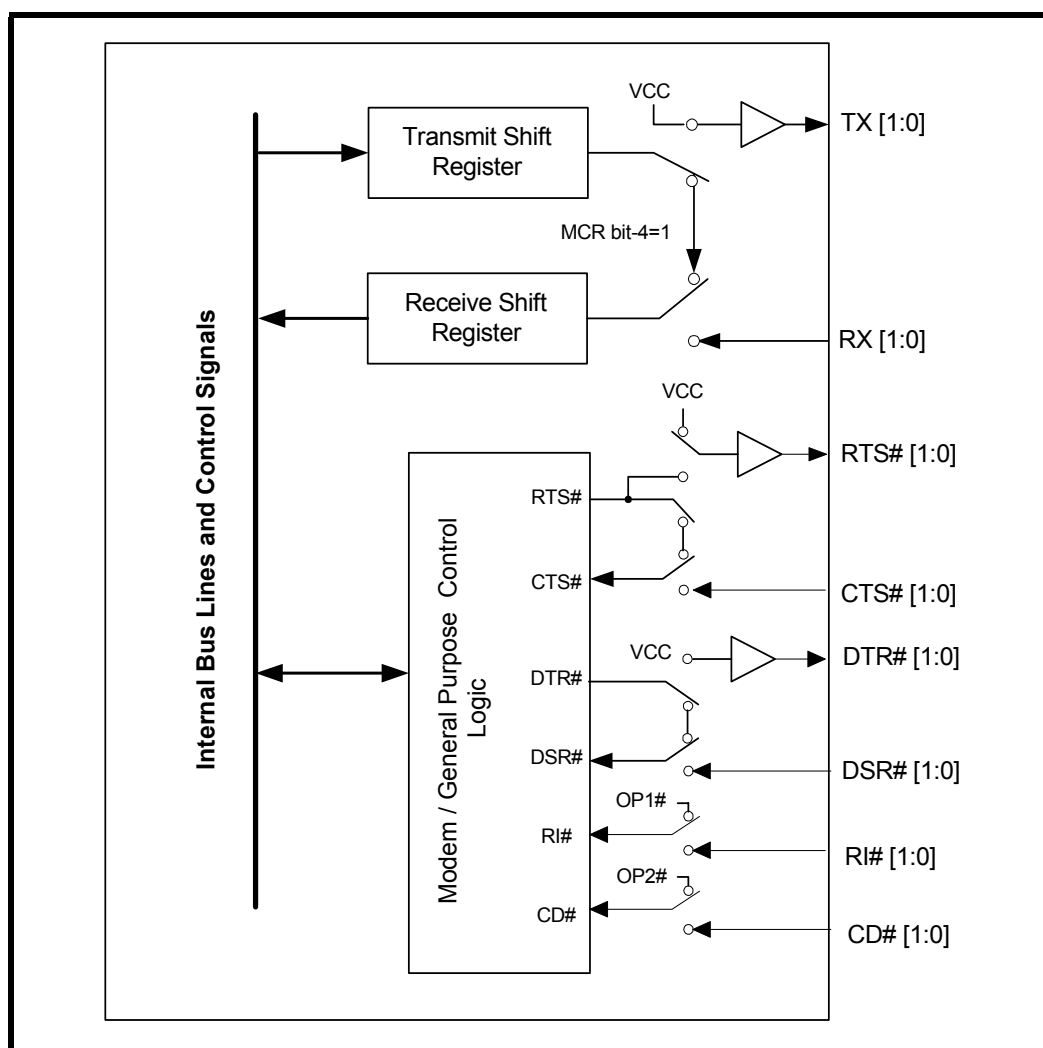 VCC
TX [1:0]
Transmit Shift
Register
MCR bit-4=1
Receive Shift
Register
RX [1:0]
Internal Bus Lines and Control Signals
VCC
RTS# [1:0]
RTS#
CTS#
CTS# [1:0]
Modem / General Purpose Control
Logic
VCC
DTR# [1:0]
DTR#
DSR#
DSR# [1:0]
OP1#
RI#
RI# [1:0]
OP2#
CD#
CD# [1:0]